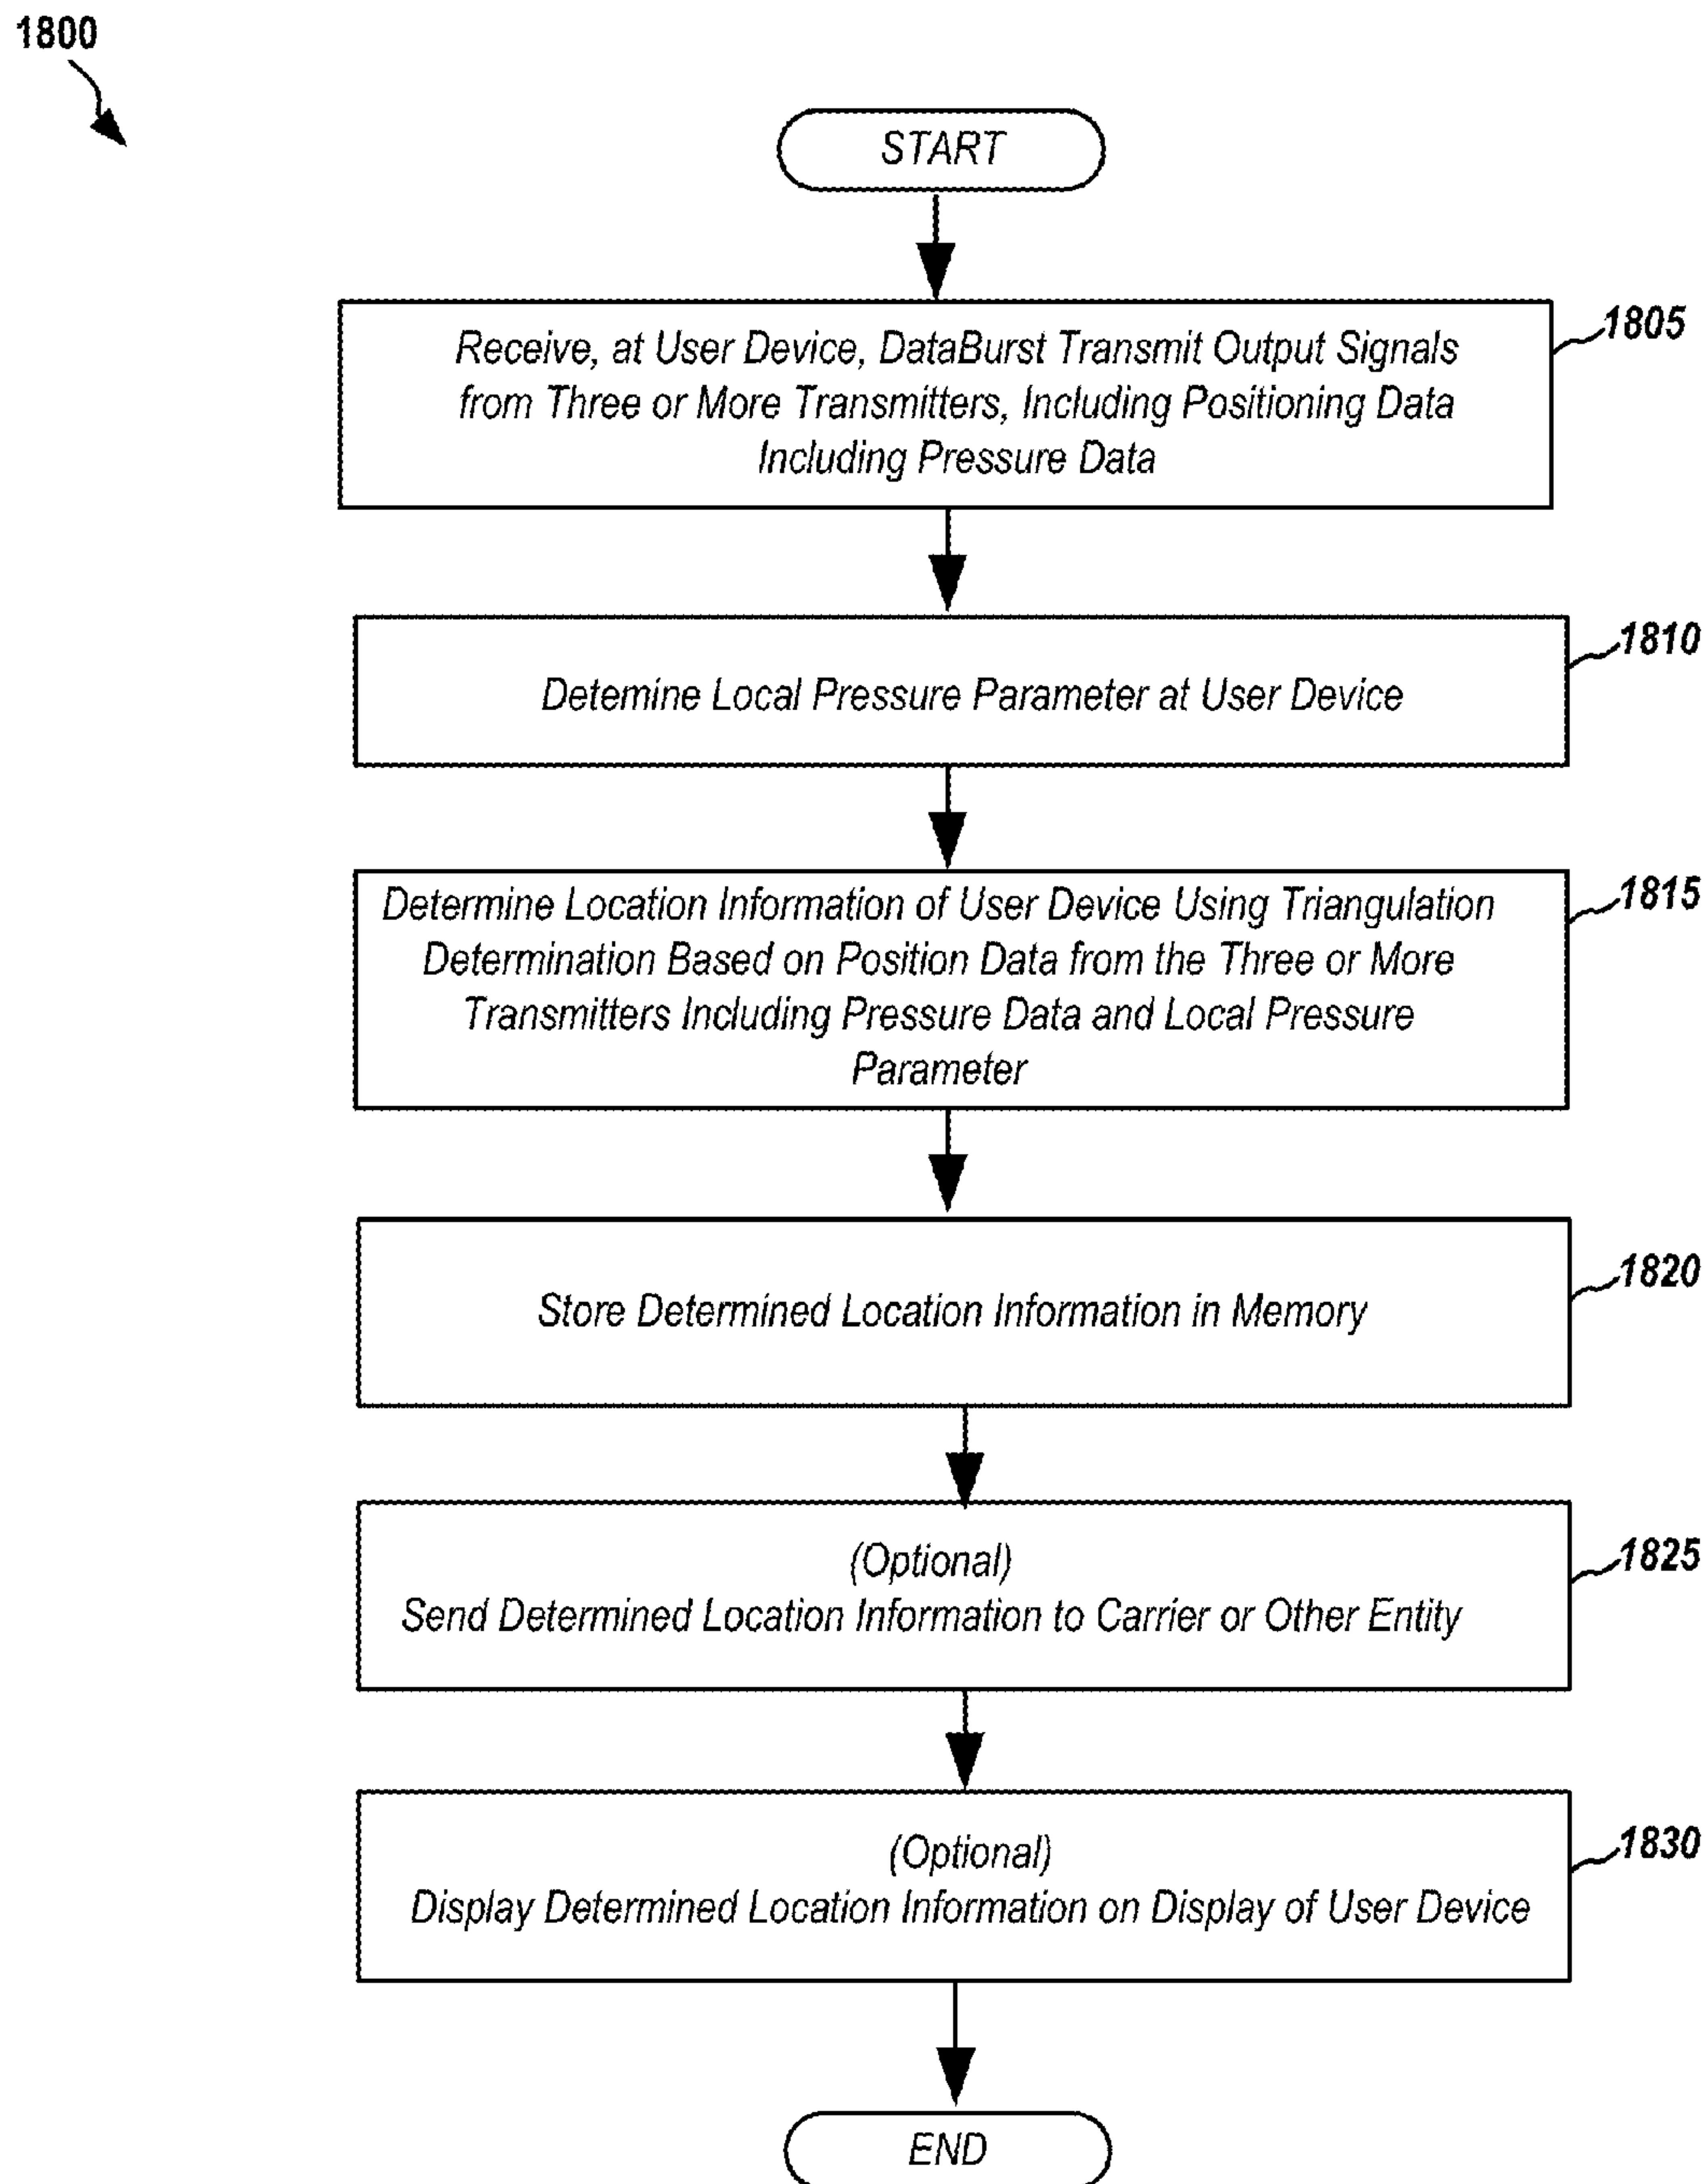 1800
START
Receive, at User Device, DataBurst Transmit Output Signals
from Three or More Transmitters, Including Positioning Data
Including Pressure Data
1805
Detemine Local Pressure Parameter at User Device
1810
Determine Location Information of User Device Using Triangulation
Determination Based on Position Data from the Three or More
Transmitters Including Pressure Data and Local Pressure
Parameter
1815
Store Determined Location Information in Memory
1820
(Optional)
Send Determined Location Information to Carrier or Other Entity
1825
(Optional)
Display Determined Location Information on Display of User Device
1830
END